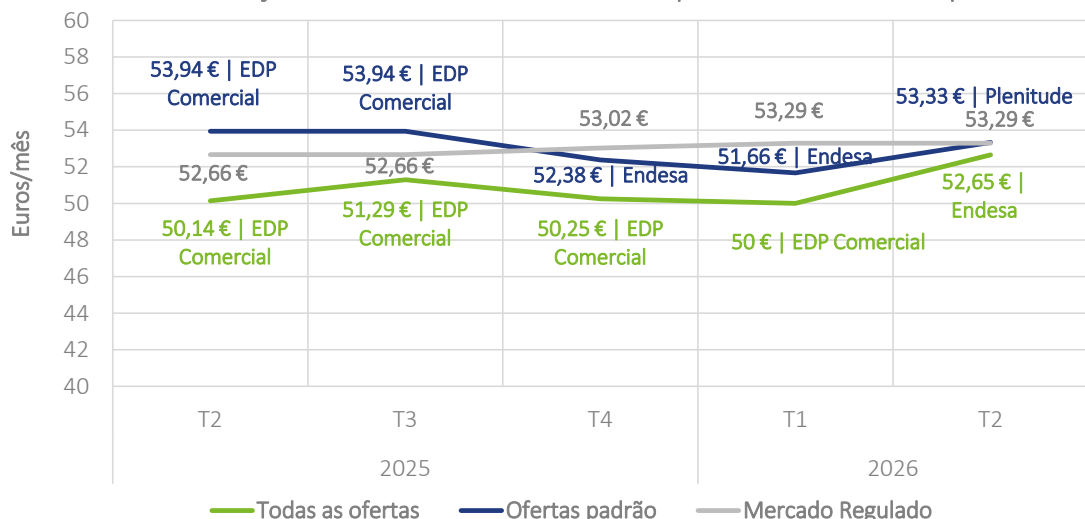 60
58
56
54
52
50
48
46
44
42
40
Euros/mês
53,94 € | EDP
Comercial
53,94 € | EDP
Comercial
53,02 €
53,29 €
53,33 € | Plenitude
53,29 €
52,66 €
52,66 €
52,38 € | Endesa
51,66 € | Endesa
50,14 € | EDP
Comercial
51,29 € | EDP
Comercial
50,25 € | EDP
Comercial
50 € | EDP Comercial
52,65 € |
Endesa
T2
T3
T4
T1
T2
2025
2026
Todas as ofertas
Ofertas padrão
Mercado Regulado